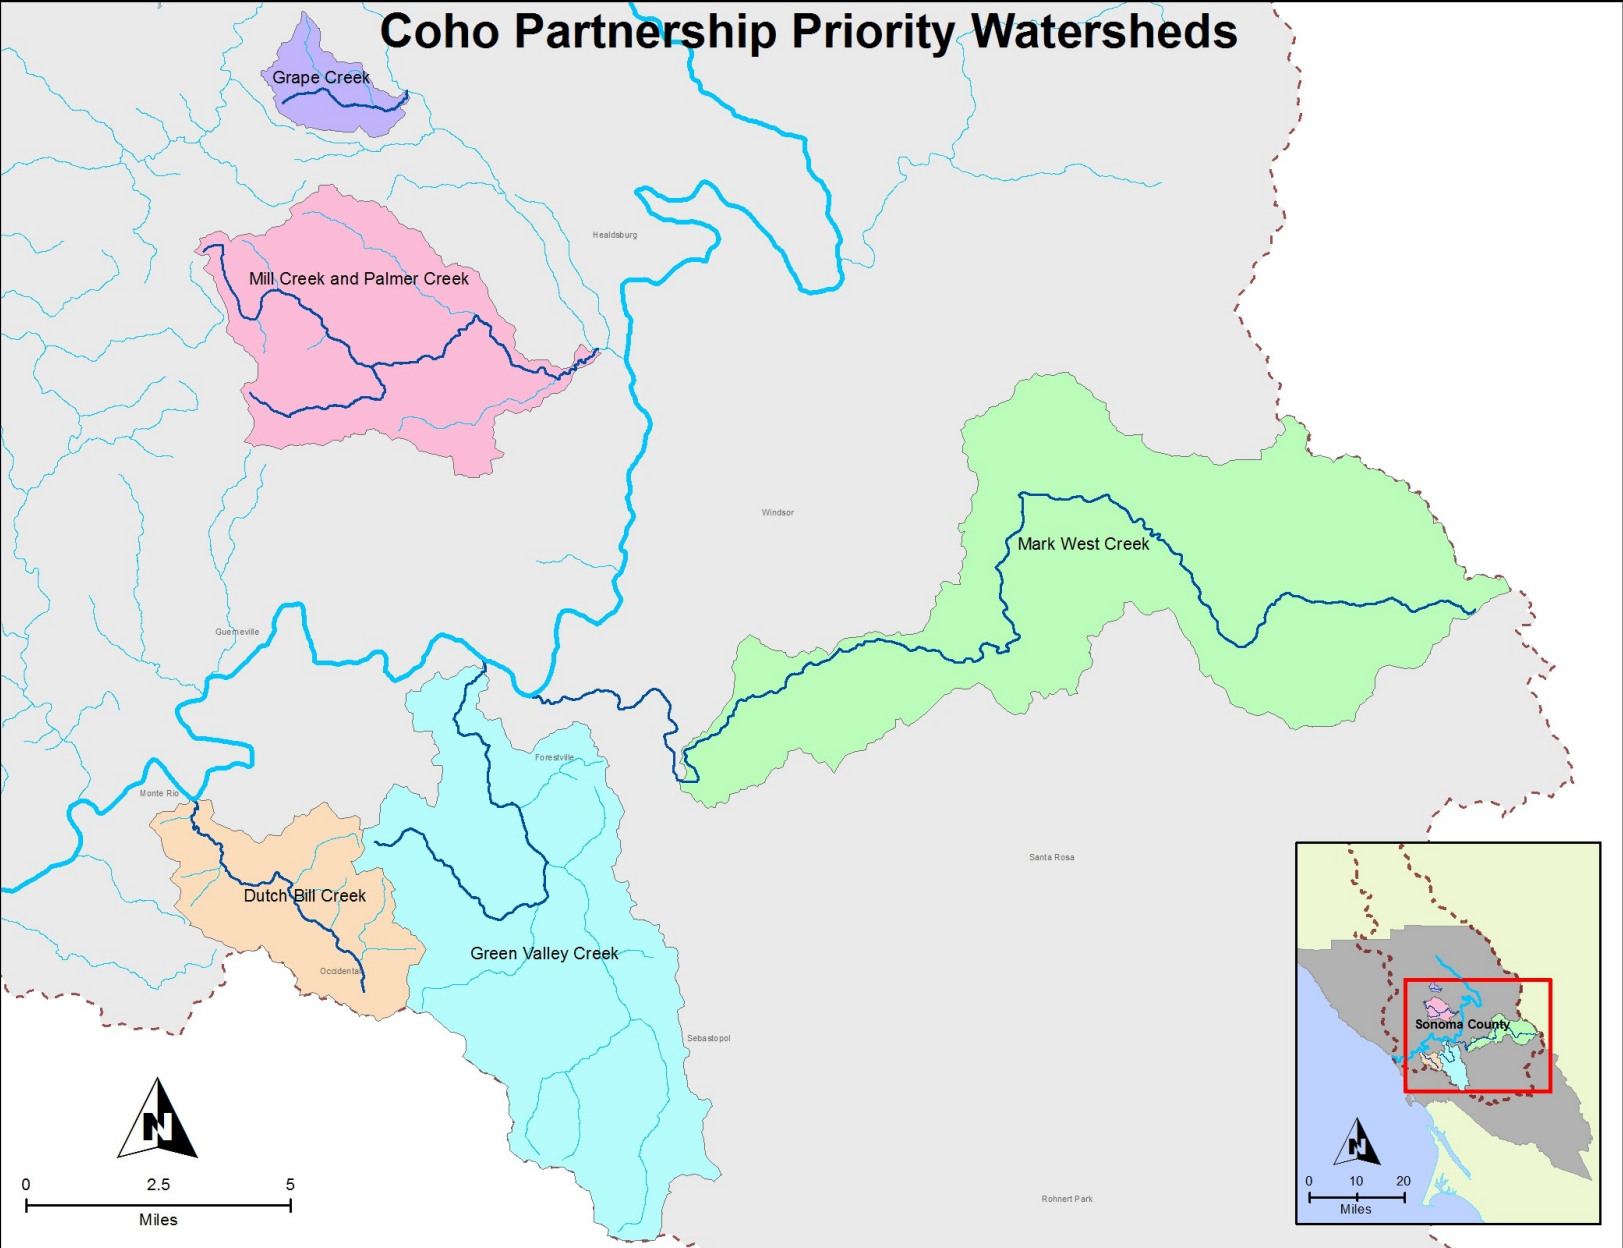 Coho Partnership Priority Watersheds
Grape Creek
Healdsburg
Mill Creek and Palmer Creek
Windsor
Mark West Creek
Guerneville
Forestville
Monte Rio
Santa Rosa
Dutch Bill Creek
Green Valley Creek
Occidental
Sebastopol
Sonoma County
N
0 2.5 5
Miles
Rohnert Park
N
0 10 20
Miles